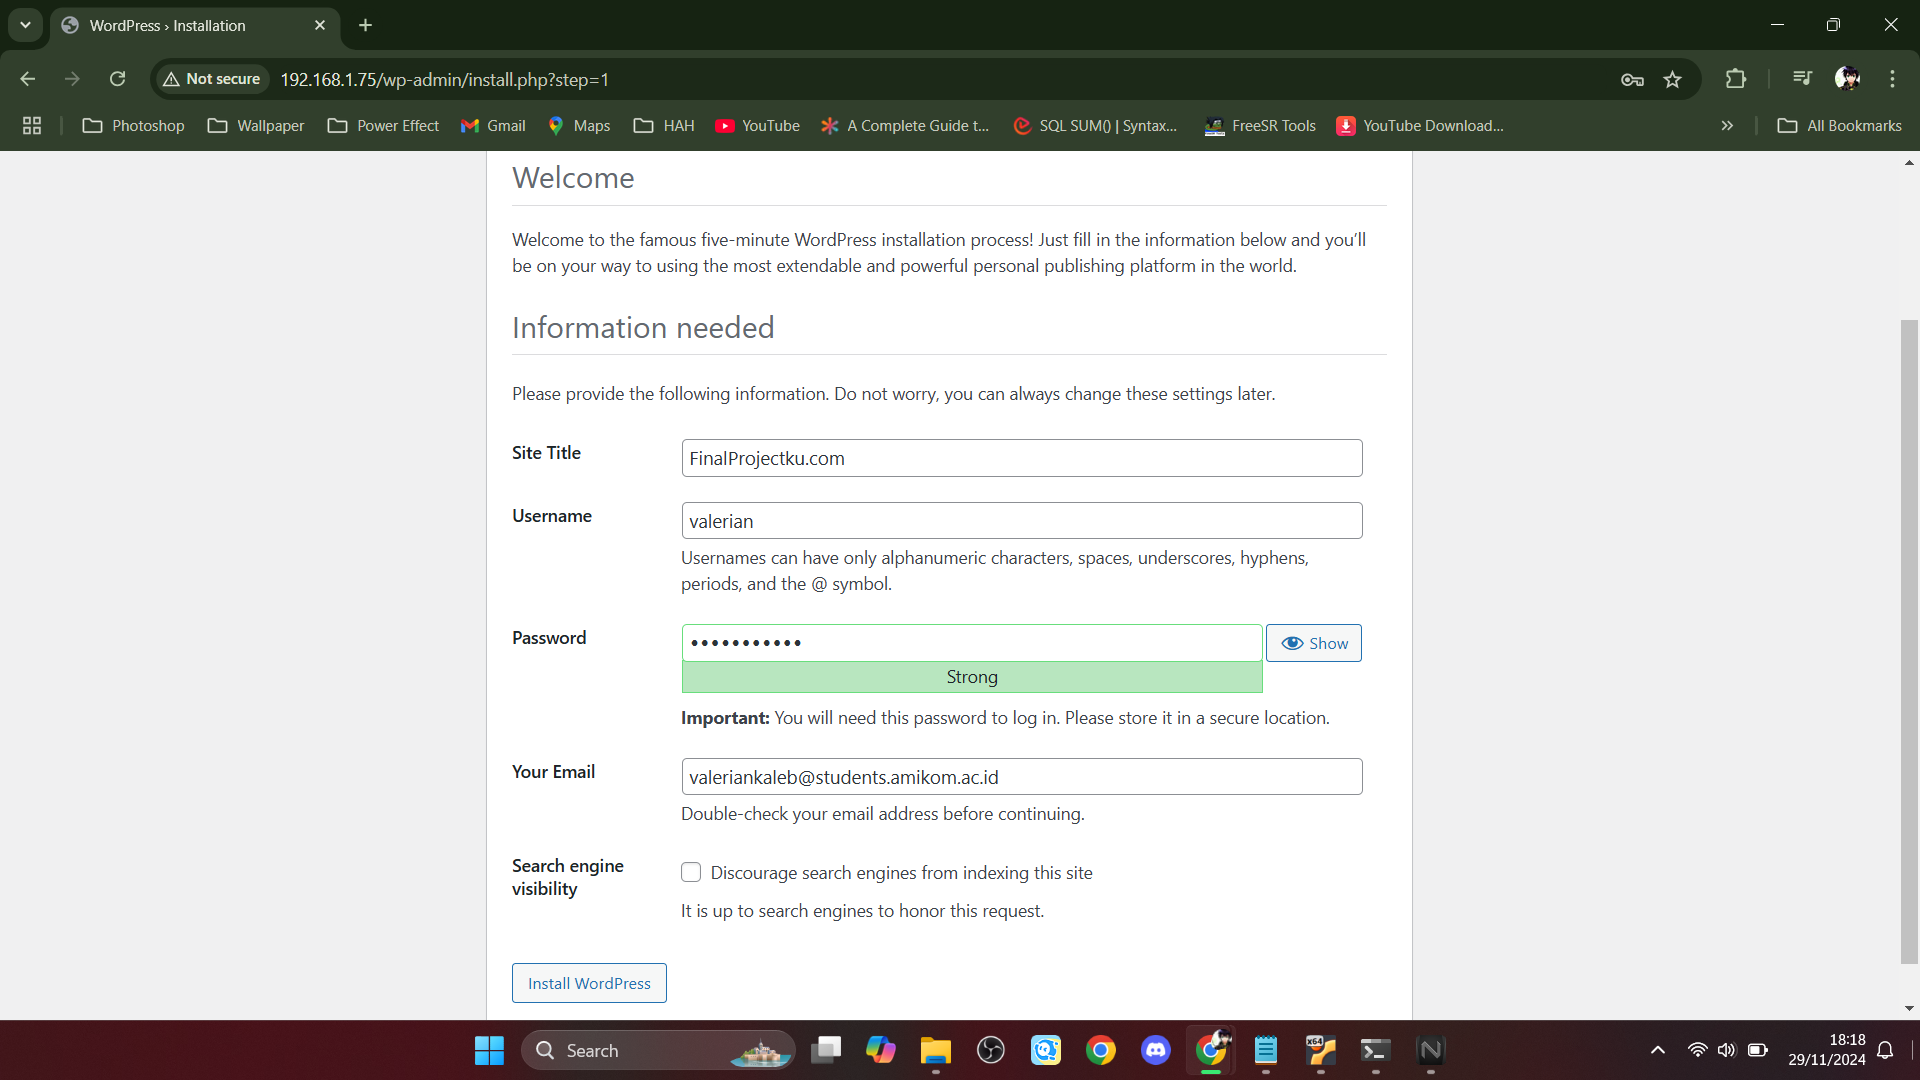 WordPress › Installation
Not secure
192.168.1.75/wp-admin/install.php?step=1
Photoshop
Wallpaper
Power Effect
Gmail
Maps
HAH
YouTube
A Complete Guide t...
SQL SUM() | Syntax...
FreeSR Tools
YouTube Download...
All Bookmarks
Welcome
Welcome to the famous five-minute WordPress installation process! Just fill in the information below and you’ll
be on your way to using the most extendable and powerful personal publishing platform in the world.
Information needed
Please provide the following information. Do not worry, you can always change these settings later.
Site Title
FinalProjectku.com
Username
valerian
Usernames can have only alphanumeric characters, spaces, underscores, hyphens,
periods, and the @ symbol.
Password
•••••••••••
Show
Strong
Important: You will need this password to log in. Please store it in a secure location.
Your Email
valeriankaleb@students.amikom.ac.id
Double-check your email address before continuing.
Search engine
visibility
Discourage search engines from indexing this site
It is up to search engines to honor this request.
Install WordPress
Search
x64
18:18
29/11/2024